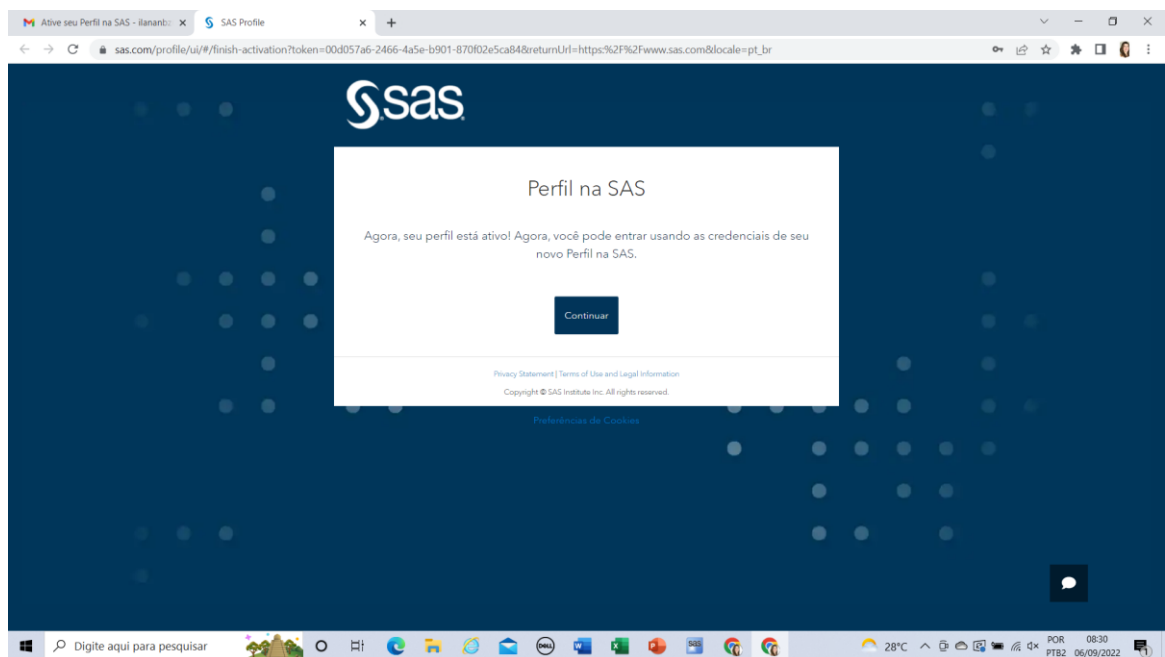 Ative seu Perfil na SAS - ilananba
SAS Profile
sas.com/profile/ui/#/finish-activation?token=00d057a6-2466-4a5e-b901-870f02e5ca84&returnUrl=https:%2F%2Fwww.sas.com&locale=pt_br
sas
Perfil na SAS
Agora, seu perfil está ativo! Agora, você pode entrar usando as credenciais de seu
novo Perfil na SAS.
Continuar
Privacy Statement | Terms of Use and Legal Information
Copyright © SAS Institute Inc. All rights reserved.
Preferências de Cookies
Digite aqui para pesquisar
DELL
SAS
28°C
POR
PTB2
08:30
06/09/2022